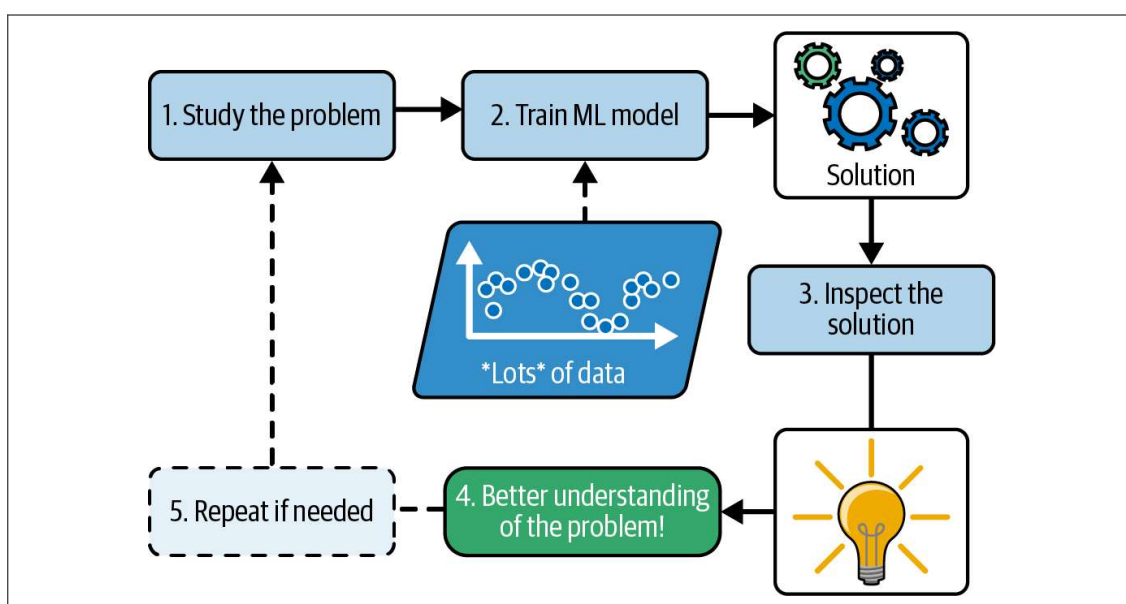 1. Study the problem
2. Train ML model
Solution
*Lots* of data
3. Inspect the
solution
4. Better understanding
of the problem!
5. Repeat if needed